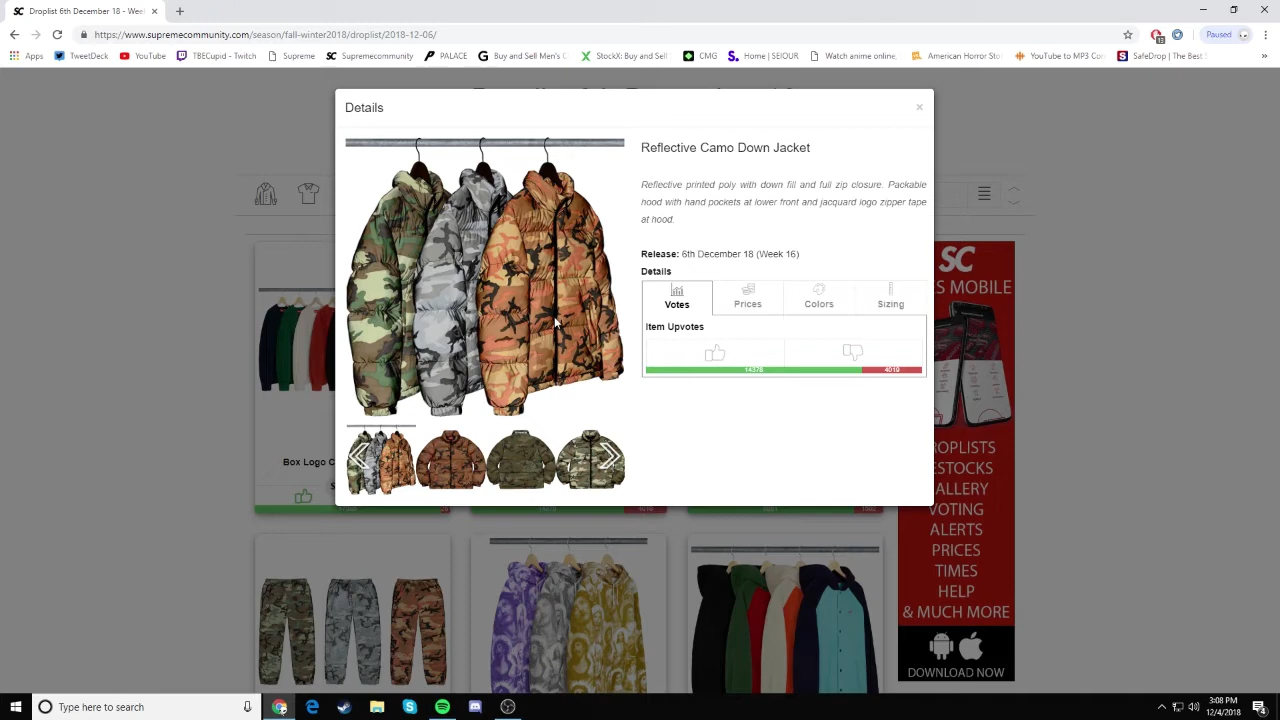 SC Droplist 6th December 18 - Week
https://www.supremecommunity.com/season/fall-winter2018/droplist/2018-12-06/
Paused
Apps TweetDeck YouTube TBECupid - Twitch Supreme Supremecommunity PALACE Buy and Sell Men's C StockX: Buy and Sell CMG Home | SEIOUR Watch anime online, American Horror Sto YouTube to MP3 Con SafeDrop | The Best S
Details
Reflective Camo Down Jacket
Reflective printed poly with down fill and full zip closure. Packable
hood with hand pockets at lower front and jacquard logo zipper tape
at hood.
Release: 6th December 18 (Week 16)
Details
Votes Prices Colors Sizing
Item Upvotes
14378 4019
Box Logo C
SC
S MOBILE
ROPLISTS
ESTOCKS
ALLERY
VOTING
ALERTS
PRICES
TIMES
HELP
& MUCH MORE
DOWNLOAD NOW
Type here to search
3:08 PM
12/4/2018